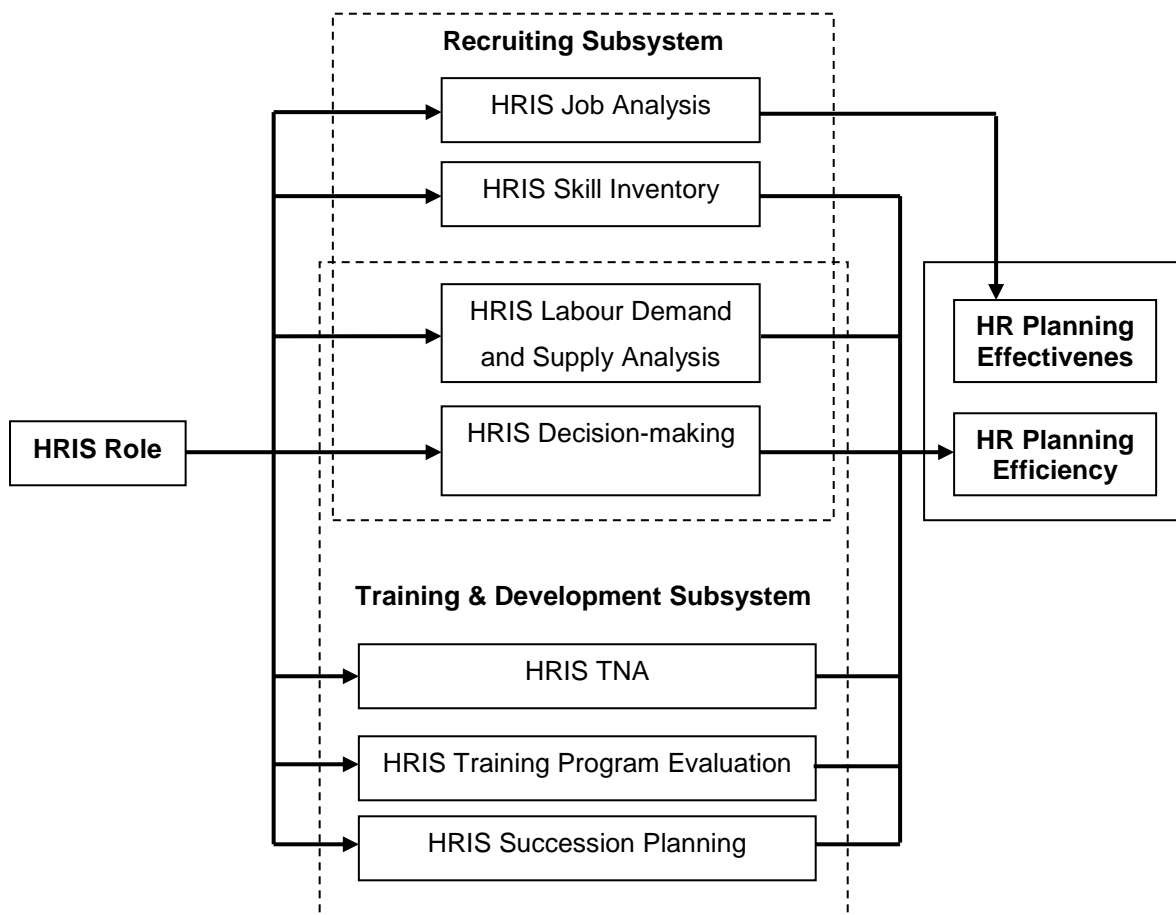 Recruiting Subsystem
HRIS Job Analysis
HRIS Skill Inventory
HRIS Labour Demand
and Supply Analysis
HR Planning
Effectivenes
HRIS Role
HRIS Decision-making
HR Planning
Efficiency
Training & Development Subsystem
HRIS TNA
HRIS Training Program Evaluation
HRIS Succession Planning